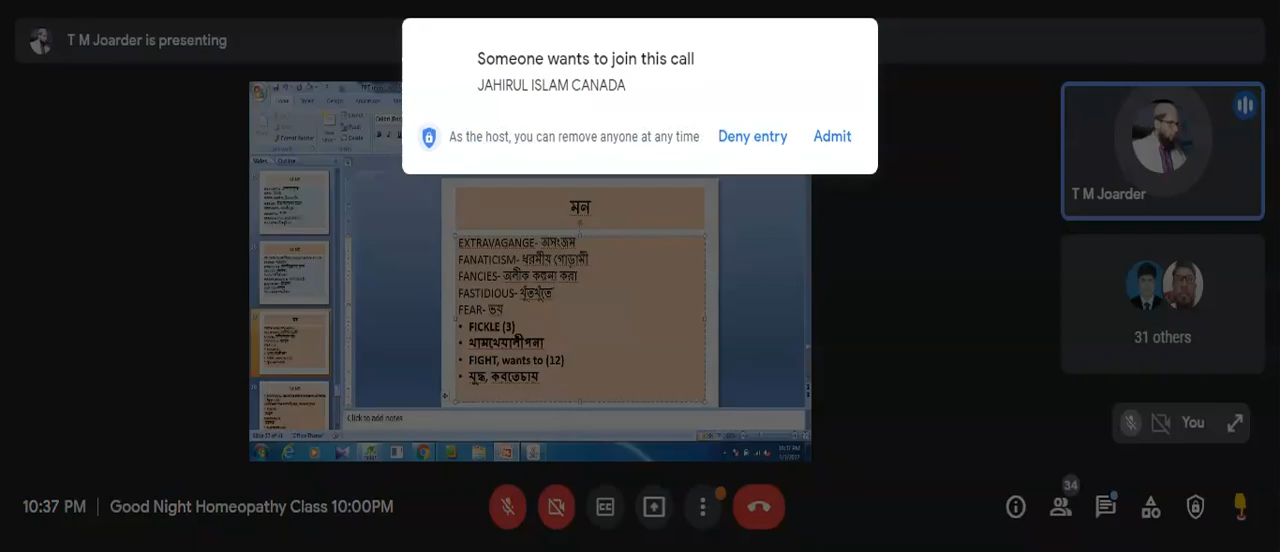 T M Joarder is presenting
Someone wants to join this call
JAHIRUL ISLAM CANADA
As the host, you can remove anyone at any time
Deny entry
Admit
মন
EXTRAVAGANGE- অসংজম
FANATICISM- ধরমীয় গোড়ামী
FANCIES- অলীক কল্পনা করা
FASTIDIOUS- খুঁতখুঁতে
FEAR- ভয়
• FICKLE (3)
• খামখেয়ালীপনা
• FIGHT, wants to (12)
• যুদ্ধ, করতেচায়
Click to add notes
T M Joarder
31 others
You
10:37 PM | Good Night Homeopathy Class 10:00PM
34